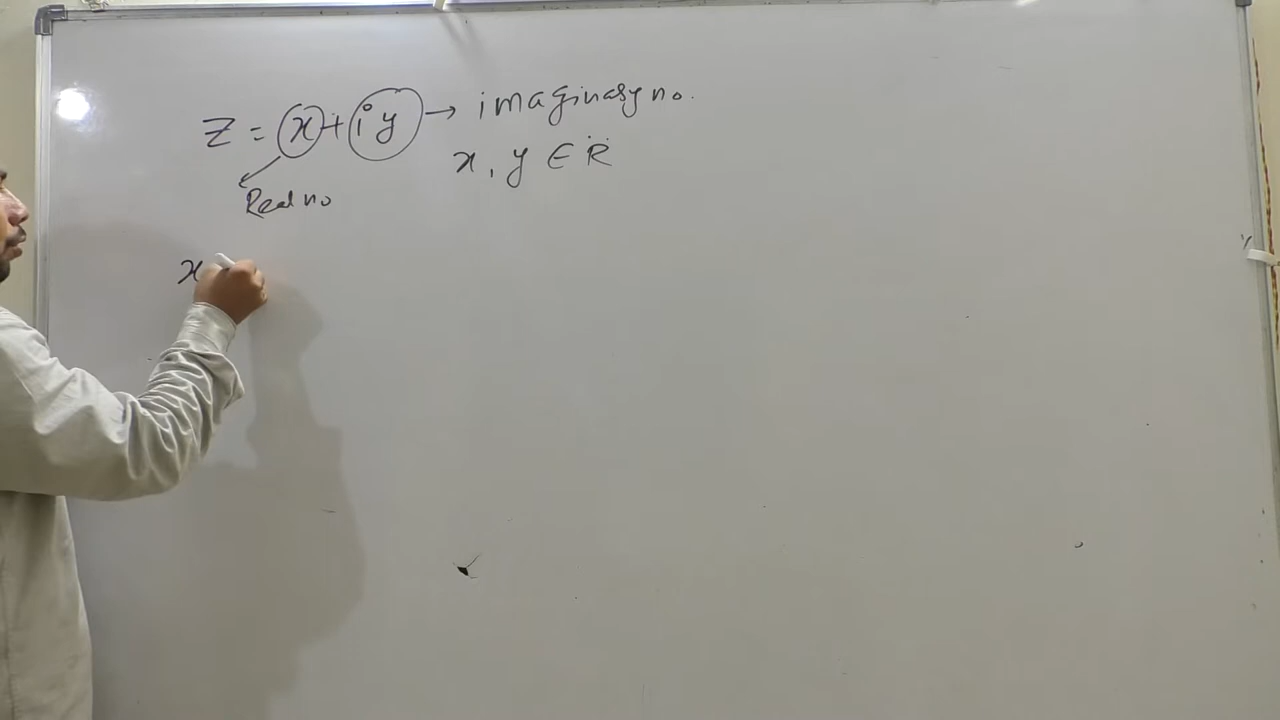 z = x + iy → imaginary no.
x, y ∈ R
Real no
x